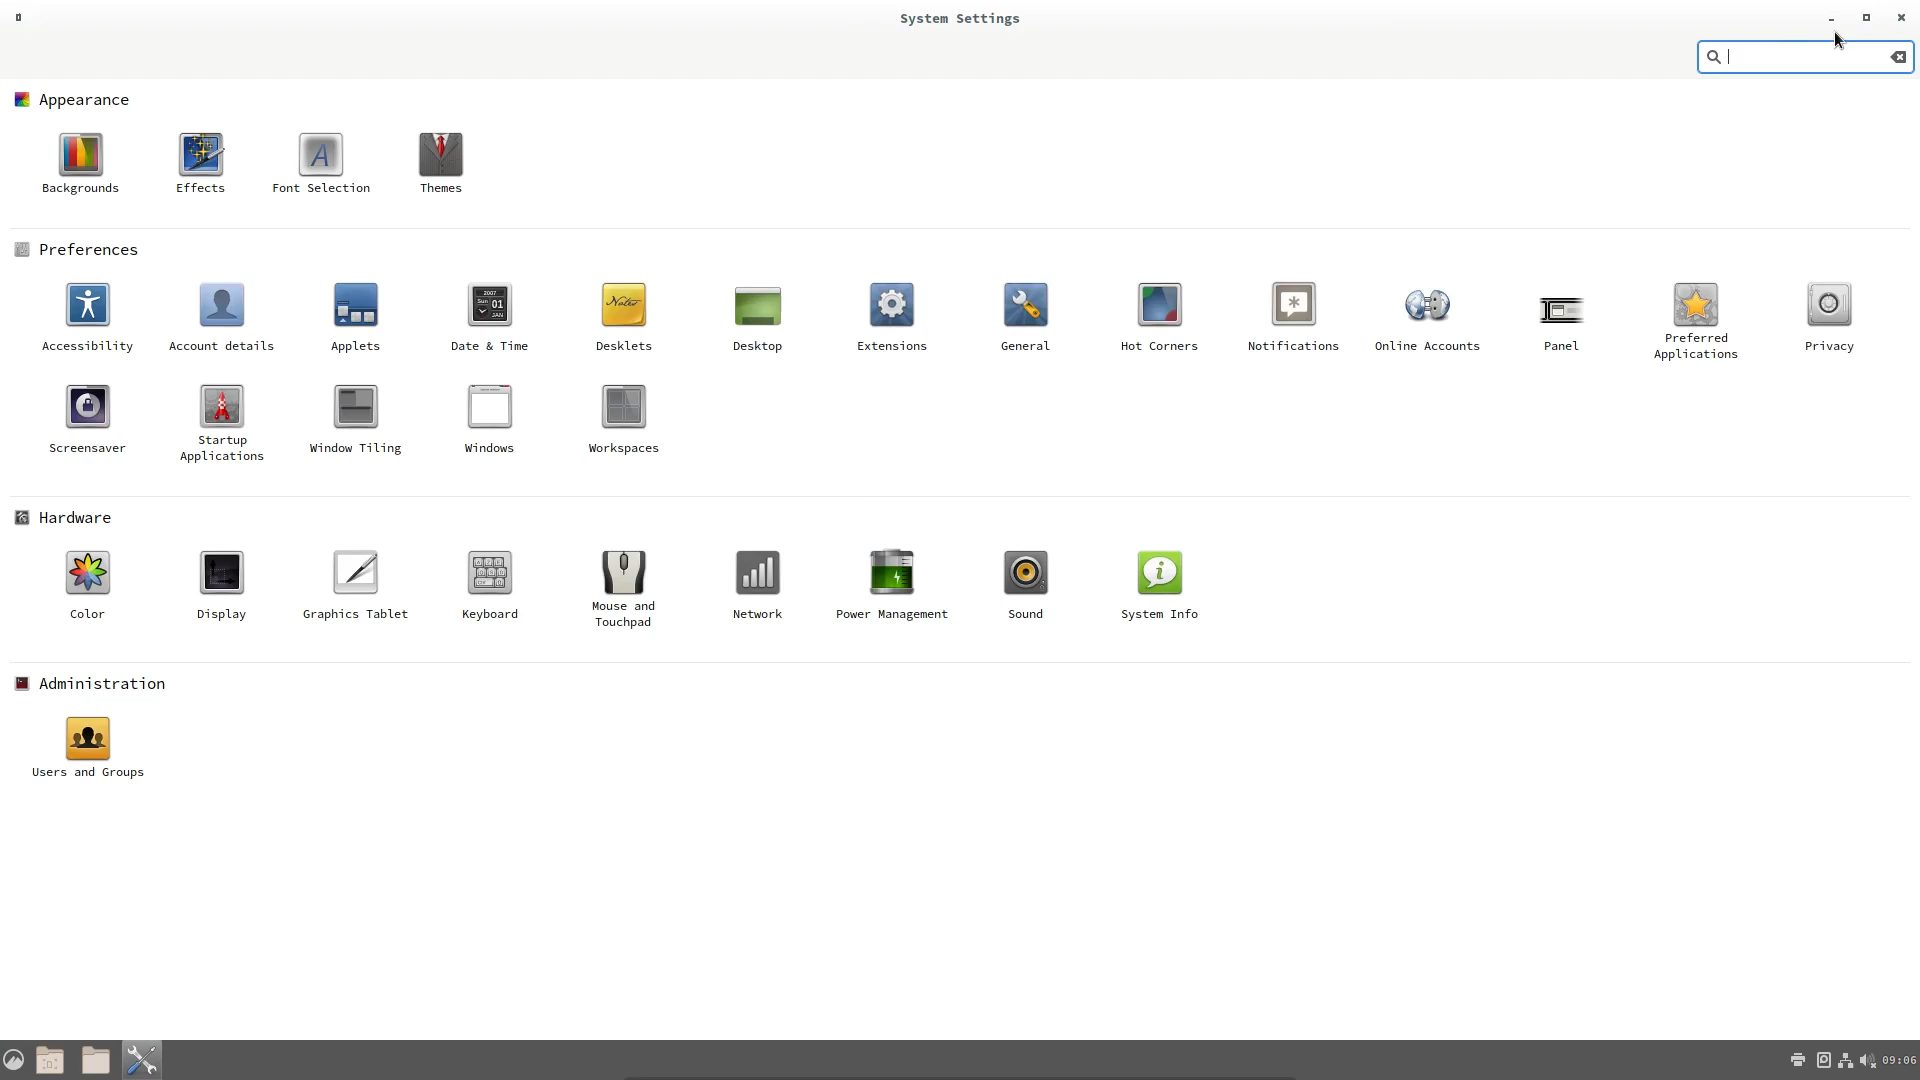 System Settings
Appearance
Backgrounds
Effects
Font Selection
Themes
Preferences
Accessibility
Account details
Applets
Date & Time
Desklets
Desktop
Extensions
General
Hot Corners
Notifications
Online Accounts
Panel
Preferred
Applications
Privacy
Screensaver
Startup
Applications
Window Tiling
Windows
Workspaces
Hardware
Color
Display
Graphics Tablet
Keyboard
Mouse and
Touchpad
Network
Power Management
Sound
System Info
Administration
Users and Groups
09:06